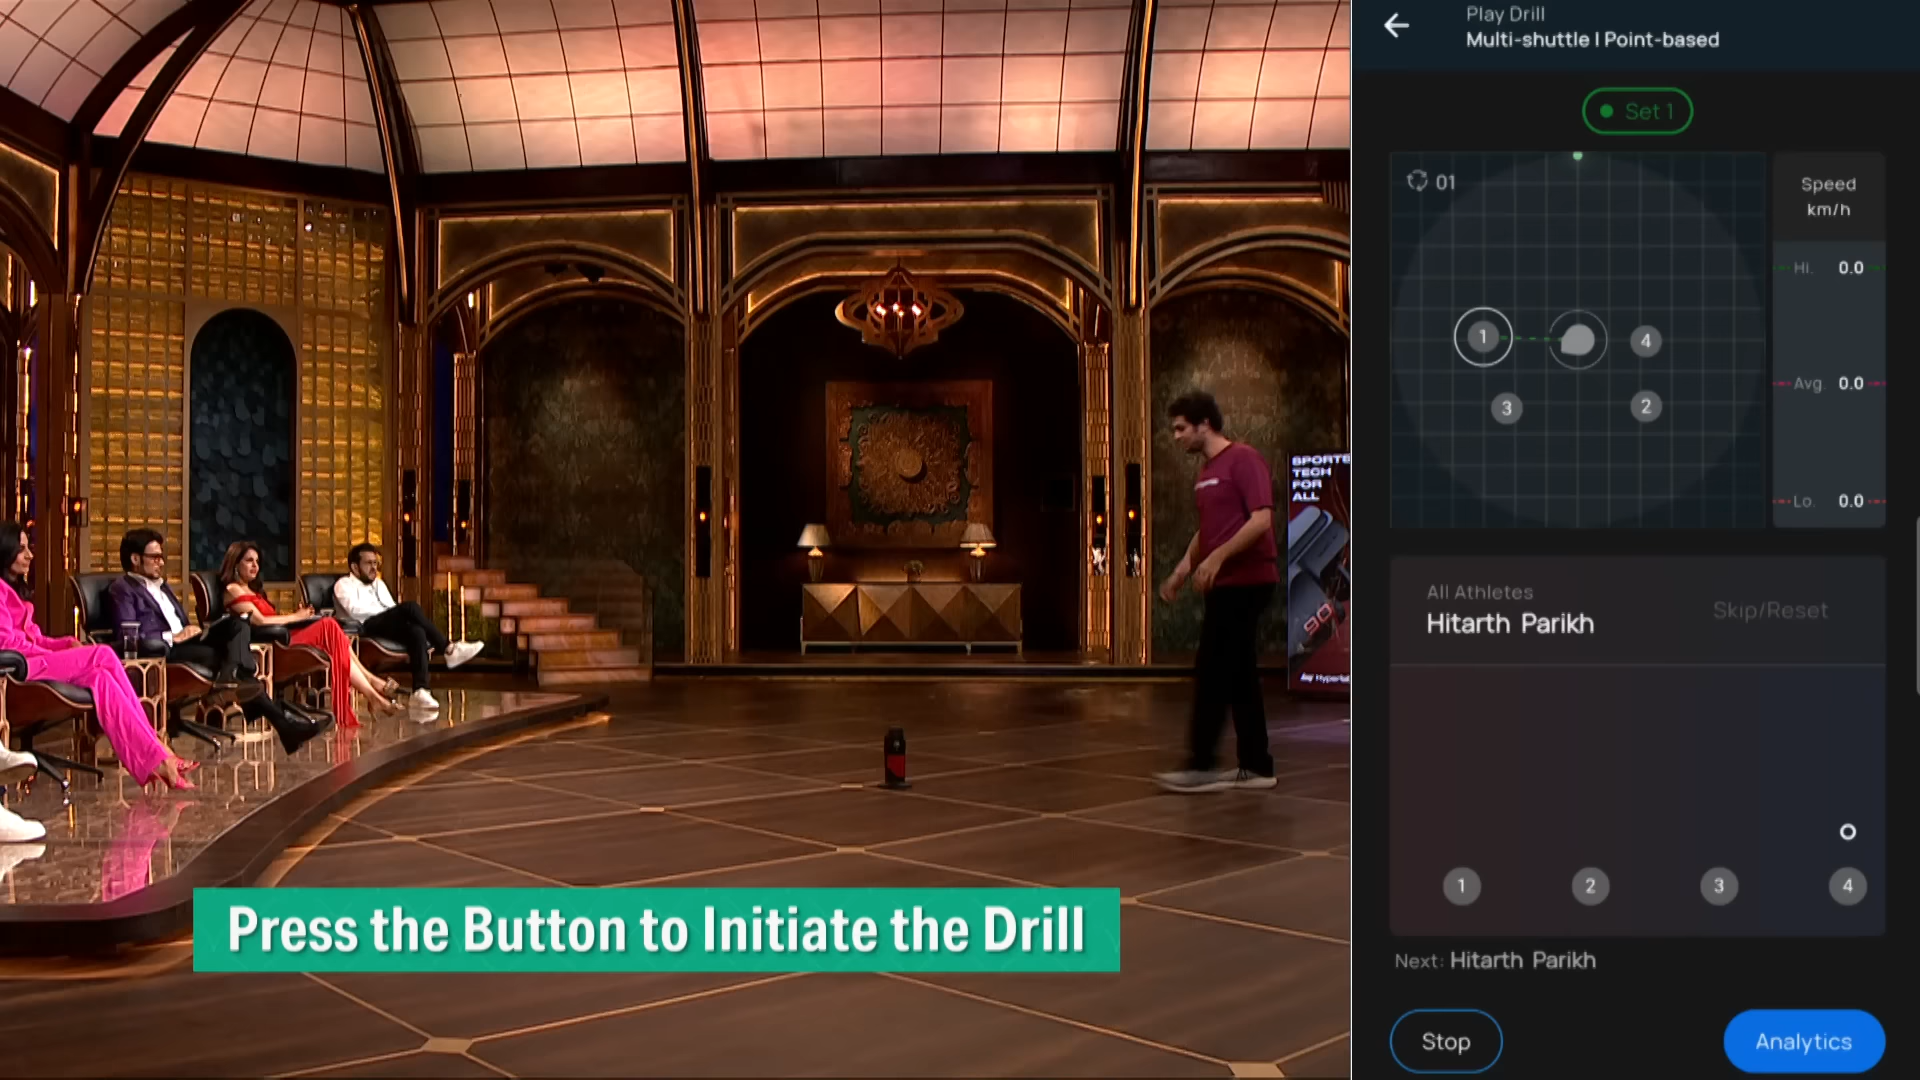 Play Drill
Multi-shuttle | Point-based
Set 1
01
Speed
km/h
Hi. 0.0
1
4
3
2
Avg. 0.0
Lo. 0.0
SPORTS
TECH
FOR
ALL
90
All Athletes
Hitarth Parikh
Skip/Reset
1 2 3 4
Press the Button to Initiate the Drill
Next: Hitarth Parikh
Stop
Analytics